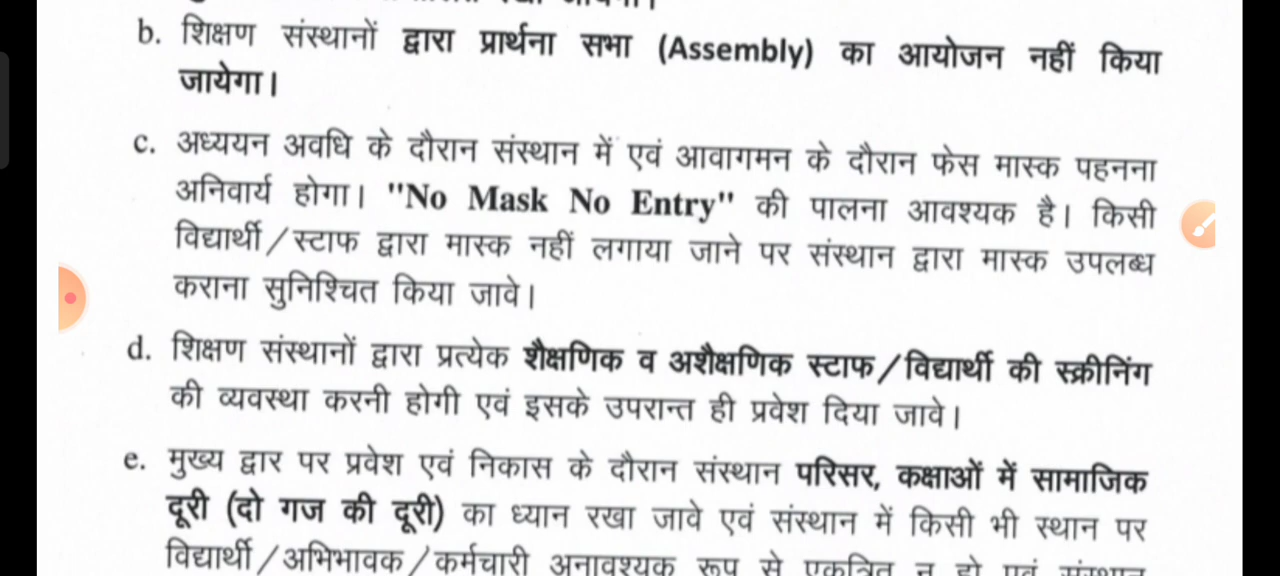 b. शिक्षण संस्थानों द्वारा प्रार्थना सभा (Assembly) का आयोजन नहीं किया
जायेगा।
c. अध्ययन अवधि के दौरान संस्थान में एवं आवागमन के दौरान फेस मास्क पहनना
अनिवार्य होगा। "No Mask No Entry" की पालना आवश्यक है। किसी
विद्यार्थी/स्टाफ द्वारा मास्क नहीं लगाया जाने पर संस्थान द्वारा मास्क उपलब्ध
कराना सुनिश्चित किया जावे।
d. शिक्षण संस्थानों द्वारा प्रत्येक शैक्षणिक व अशैक्षणिक स्टाफ/विद्यार्थी की स्क्रीनिंग
की व्यवस्था करनी होगी एवं इसके उपरान्त ही प्रवेश दिया जावे।
e. मुख्य द्वार पर प्रवेश एवं निकास के दौरान संस्थान परिसर, कक्षाओं में सामाजिक
दूरी (दो गज की दूरी) का ध्यान रखा जावे एवं संस्थान में किसी भी स्थान पर
विद्यार्थी/अभिभावक/कर्मचारी अनावश्यक रूप से एकत्रित न हो एवं संस्थान